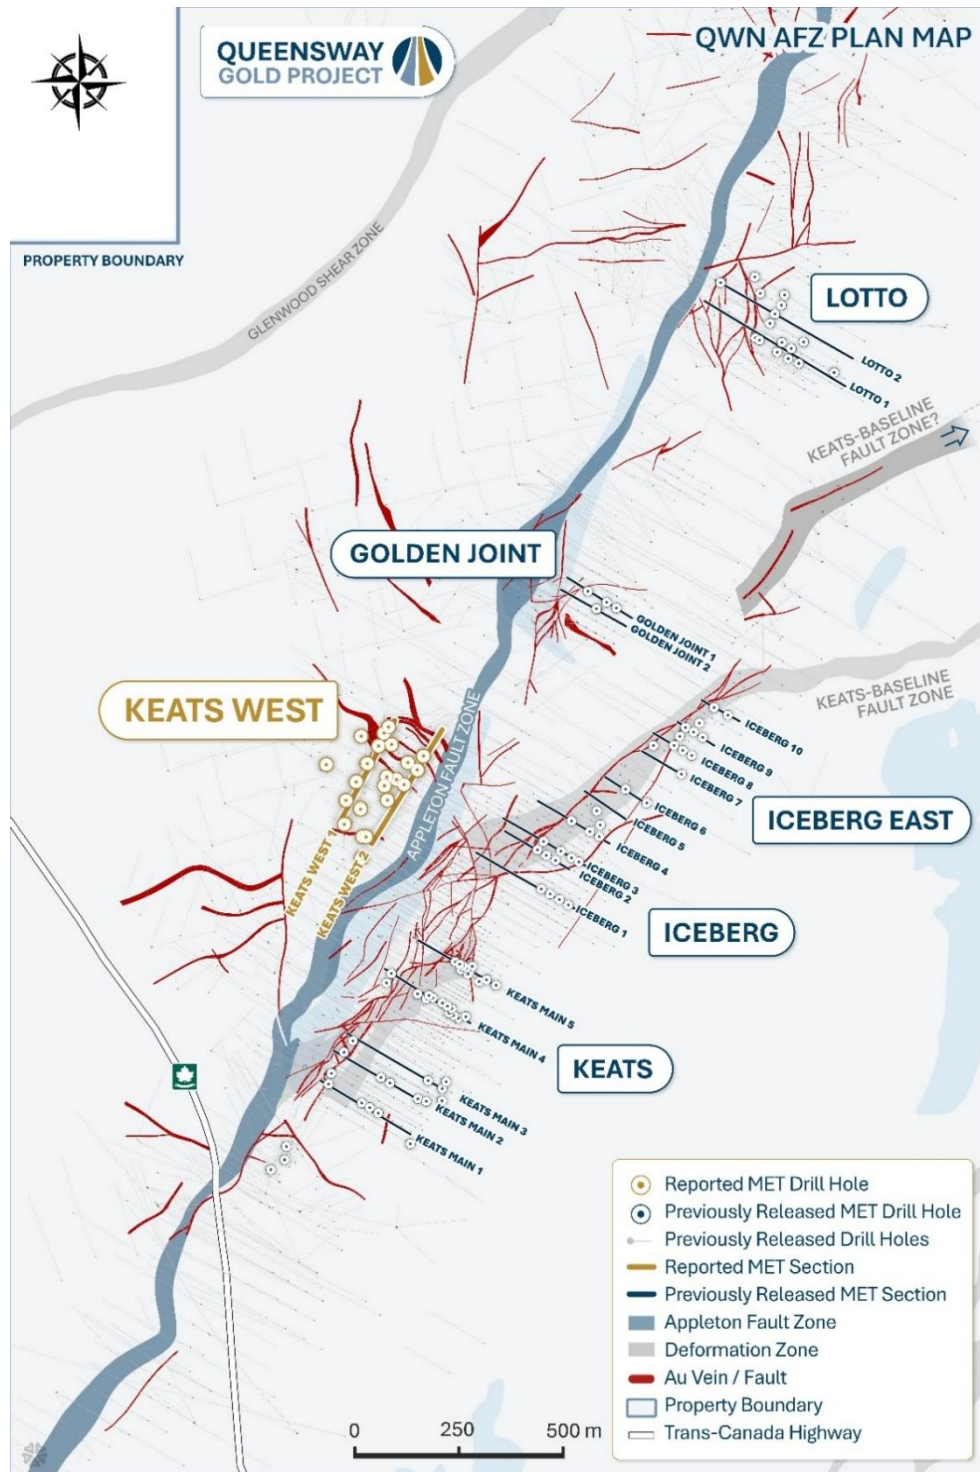 QUEENSWAY
GOLD PROJECT
QWN AFZ PLAN MAP
PROPERTY BOUNDARY
GLENWOOD SHEAR ZONE
LOTTO
LOTTO 2
LOTTO 1
KEATS-BASELINE
FAULT ZONE?
GOLDEN JOINT
GOLDEN JOINT 1
GOLDEN JOINT 2
KEATS-BASELINE
FAULT ZONE
KEATS WEST
APPLETON FAULT ZONE
KEATS WEST 1
KEATS WEST 2
ICEBERG 10
ICEBERG 9
ICEBERG 8
ICEBERG 7
ICEBERG EAST
ICEBERG 6
ICEBERG 5
ICEBERG 4
ICEBERG 3
ICEBERG 2
ICEBERG 1
ICEBERG
KEATS MAIN 5
KEATS MAIN 4
KEATS
KEATS MAIN 3
KEATS MAIN 2
KEATS MAIN 1
Reported MET Drill Hole
Previously Released MET Drill Hole
Previously Released Drill Holes
Reported MET Section
Previously Released MET Section
Appleton Fault Zone
Deformation Zone
Au Vein / Fault
Property Boundary
Trans-Canada Highway
0 250 500 m